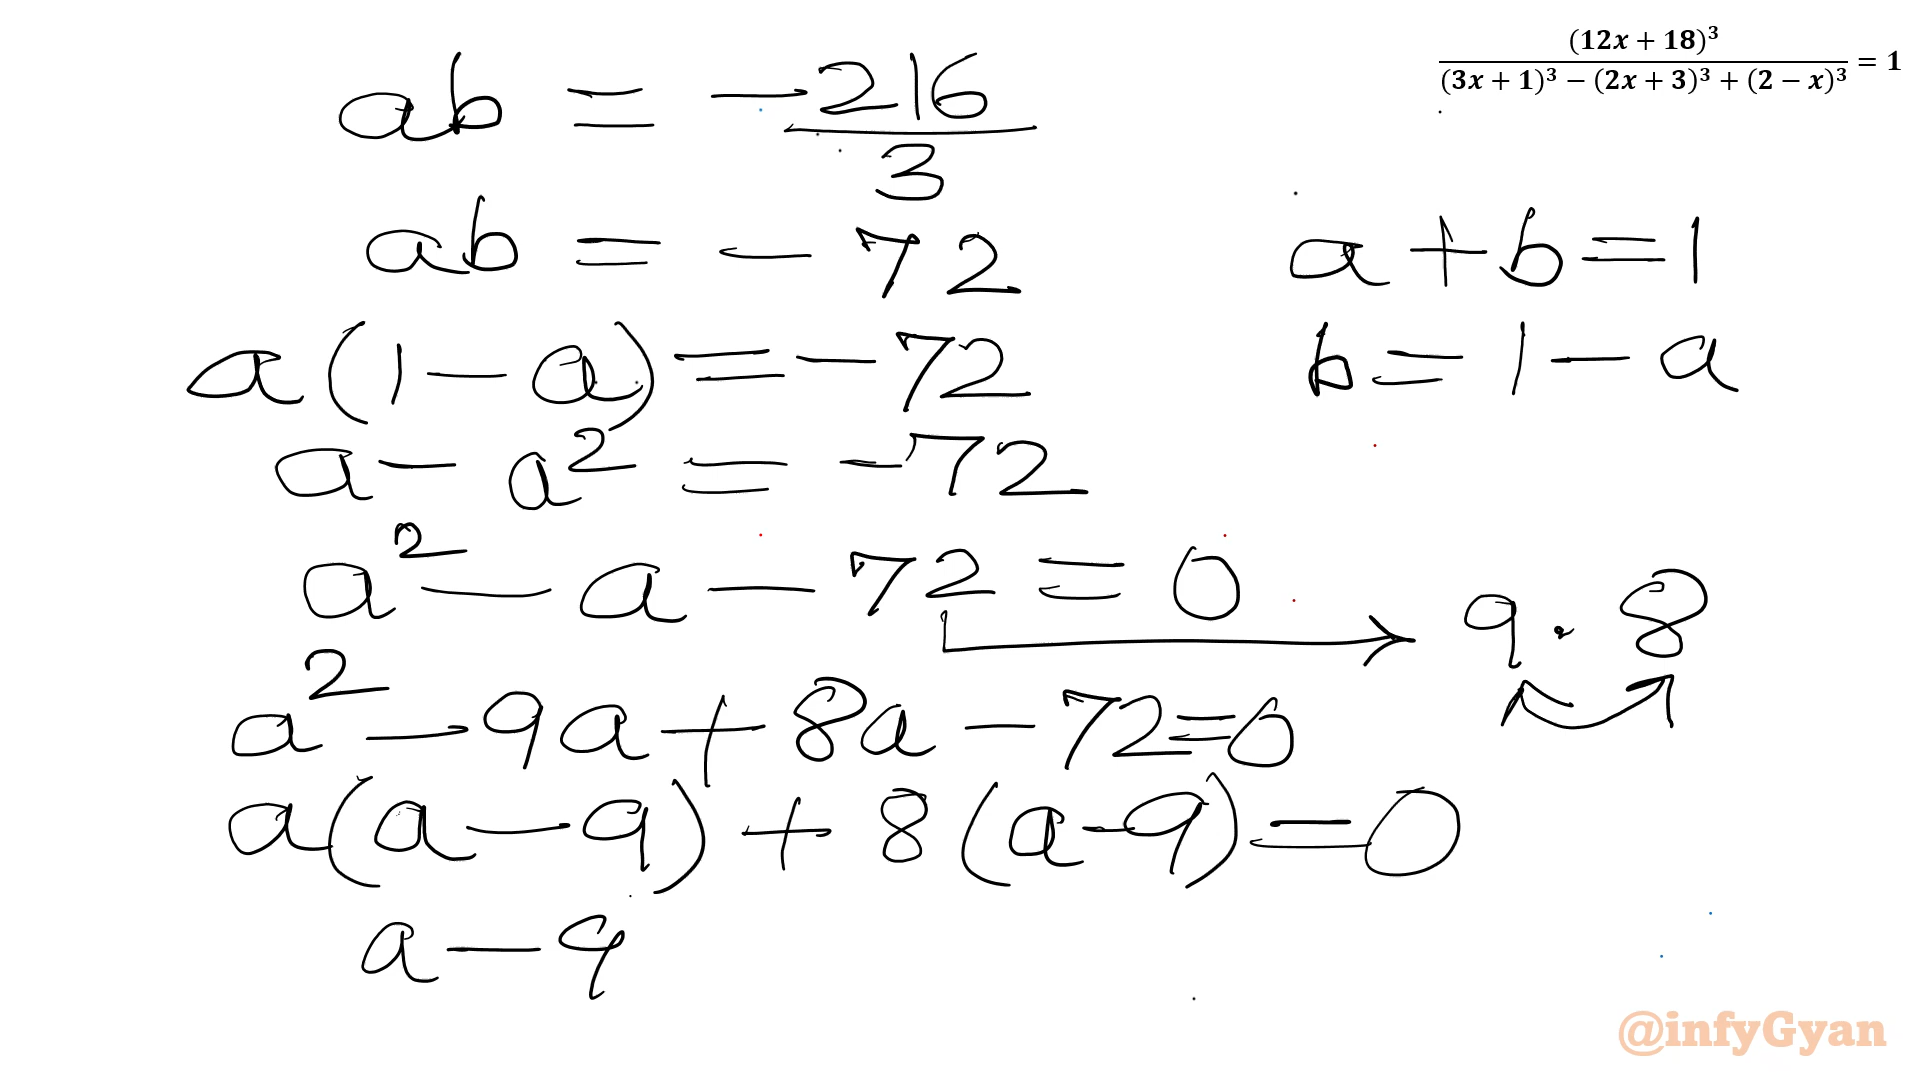 (12x + 18)³ / ((3x + 1)³ − (2x + 3)³ + (2 − x)³) = 1
ab = −216/3
ab = −72
a + b = 1
a(1 − a) = −72
b = 1 − a
a − a² = −72
a² − a − 72 = 0
9 · 8
a² − 9a + 8a − 72 = 0
a(a − 9) + 8(a − 9) = 0
a − 9
@infyGyan